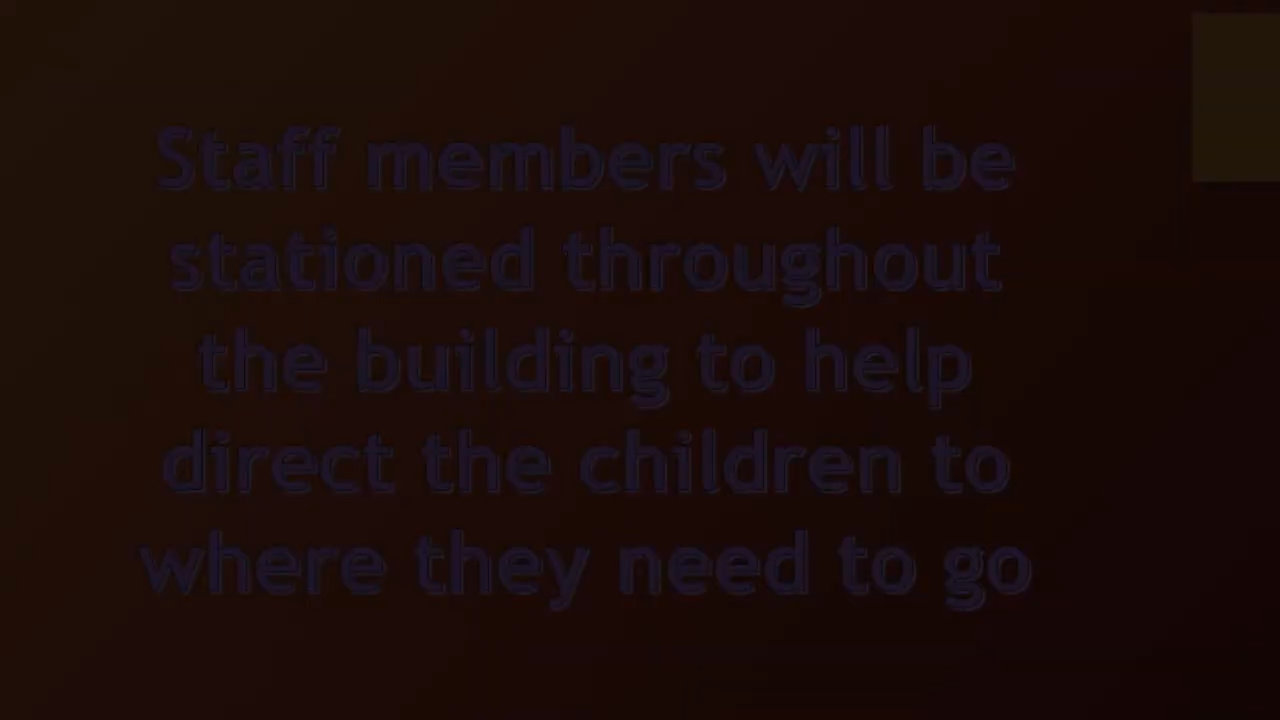 Staff members will be
stationed throughout
the building to help
direct the children to
where they need to go